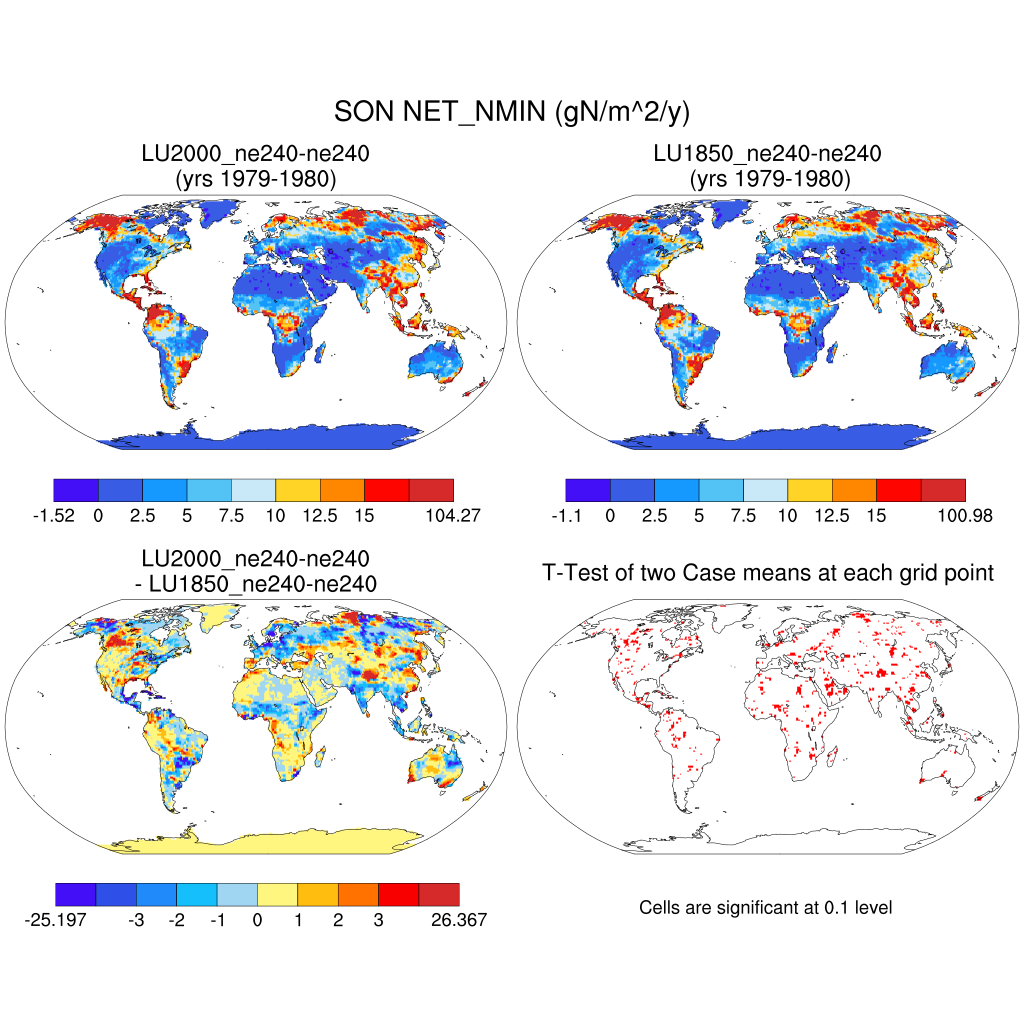 SON NET_NMIN (gN/m^2/y)
LU2000_ne240-ne240
(yrs 1979-1980)
LU1850_ne240-ne240
(yrs 1979-1980)
-1.52 0 2.5 5 7.5 10 12.5 15 104.27
-1.1 0 2.5 5 7.5 10 12.5 15 100.98
LU2000_ne240-ne240
- LU1850_ne240-ne240
T-Test of two Case means at each grid point
-25.197 -3 -2 -1 0 1 2 3 26.367
Cells are significant at 0.1 level